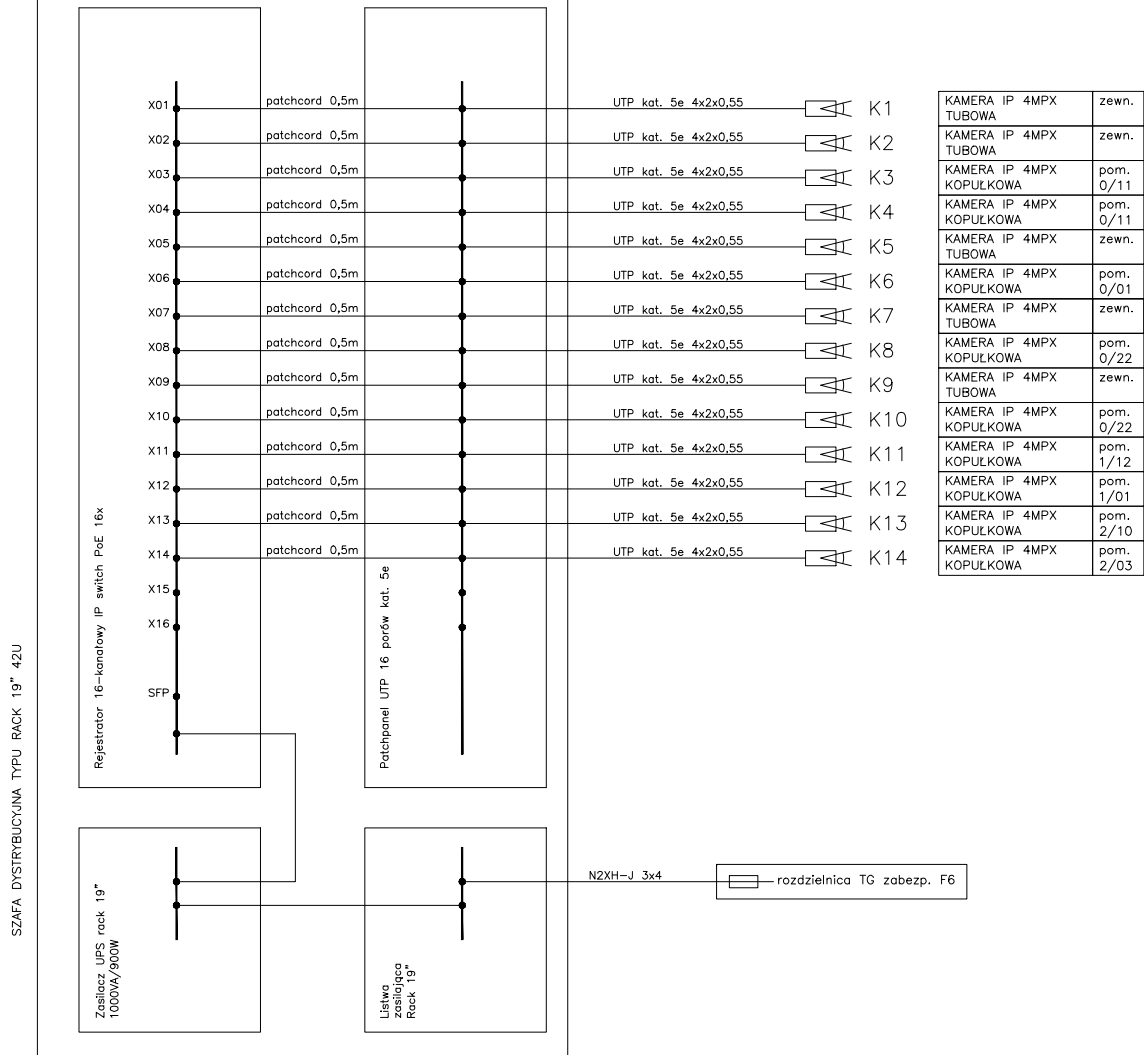 X01 patchcord 0,5m UTP kat. 5e 4x2x0,55 K1 KAMERA IP 4MPX zewn.
TUBOWA
X02 patchcord 0,5m UTP kat. 5e 4x2x0,55 K2 KAMERA IP 4MPX zewn.
TUBOWA
X03 patchcord 0,5m UTP kat. 5e 4x2x0,55 K3 KAMERA IP 4MPX pom.
KOPUŁKOWA 0/11
X04 patchcord 0,5m UTP kat. 5e 4x2x0,55 K4 KAMERA IP 4MPX pom.
KOPUŁKOWA 0/11
X05 patchcord 0,5m UTP kat. 5e 4x2x0,55 K5 KAMERA IP 4MPX zewn.
TUBOWA
X06 patchcord 0,5m UTP kat. 5e 4x2x0,55 K6 KAMERA IP 4MPX pom.
KOPUŁKOWA 0/01
X07 patchcord 0,5m UTP kat. 5e 4x2x0,55 K7 KAMERA IP 4MPX zewn.
TUBOWA
X08 patchcord 0,5m UTP kat. 5e 4x2x0,55 K8 KAMERA IP 4MPX pom.
KOPUŁKOWA 0/22
X09 patchcord 0,5m UTP kat. 5e 4x2x0,55 K9 KAMERA IP 4MPX zewn.
TUBOWA
X10 patchcord 0,5m UTP kat. 5e 4x2x0,55 K10 KAMERA IP 4MPX pom.
KOPUŁKOWA 0/22
X11 patchcord 0,5m UTP kat. 5e 4x2x0,55 K11 KAMERA IP 4MPX pom.
KOPUŁKOWA 1/12
X12 patchcord 0,5m UTP kat. 5e 4x2x0,55 K12 KAMERA IP 4MPX pom.
KOPUŁKOWA 1/01
X13 patchcord 0,5m UTP kat. 5e 4x2x0,55 K13 KAMERA IP 4MPX pom.
KOPUŁKOWA 2/10
X14 patchcord 0,5m UTP kat. 5e 4x2x0,55 K14 KAMERA IP 4MPX pom.
KOPUŁKOWA 2/03
X15
X16
SFP
Rejestrator 16-kanałowy IP switch PoE 16x
Patchpanel UTP 16 porów kat. 5e
SZAFA DYSTRYBUCYJNA TYPU RACK 19" 42U
Zasilacz UPS rack 19"
1000VA/900W
Listwa
zasilająca
Rack 19"
N2XH-J 3x4
rozdzielnica TG zabezp. F6